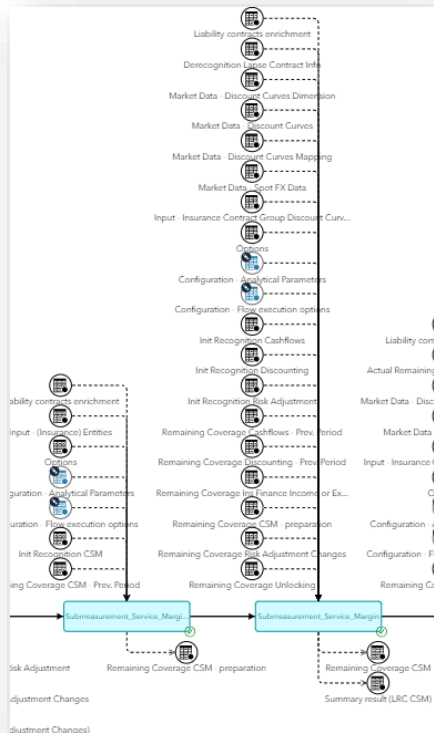 Liability contracts enrichment
Derecognition Lapse Contract Info
Market Data - Discount Curves Dimension
Market Data - Discount Curves
Market Data - Discount Curves Mapping
Market Data - Spot FX Data
Input - Insurance Contract Group Discount Curv...
Options
Configuration - Analytical Parameters
Configuration - Flow execution options
Init Recognition Cashflows
Init Recognition Discounting
Init Recognition Risk Adjustment
Remaining Coverage Cashflows - Prev. Period
Remaining Coverage Discounting - Prev. Period
Remaining Coverage Ins Finance Income or Ex...
Remaining Coverage CSM - preparation
Remaining Coverage Risk Adjustment Changes
Remaining Coverage Unlocking
ability contracts enrichment
Input - (Insurance) Entities
Options
guration - Analytical Parameters
uration - Flow execution options
Init Recognition CSM
ing Coverage CSM - Prev. Period
Liability con
Actual Remaining
Market Data - Disc
Market Data
Input - Insurance
Configuration - A
Configuration - F
Remaining Co
Submeasurement_Service_Margi...
Submeasurement_Service_Margin
Remaining Coverage CSM - preparation
Remaining Coverage CSM
Summary result (LRC CSM)
Risk Adjustment
djustment Changes
djustment Changes)